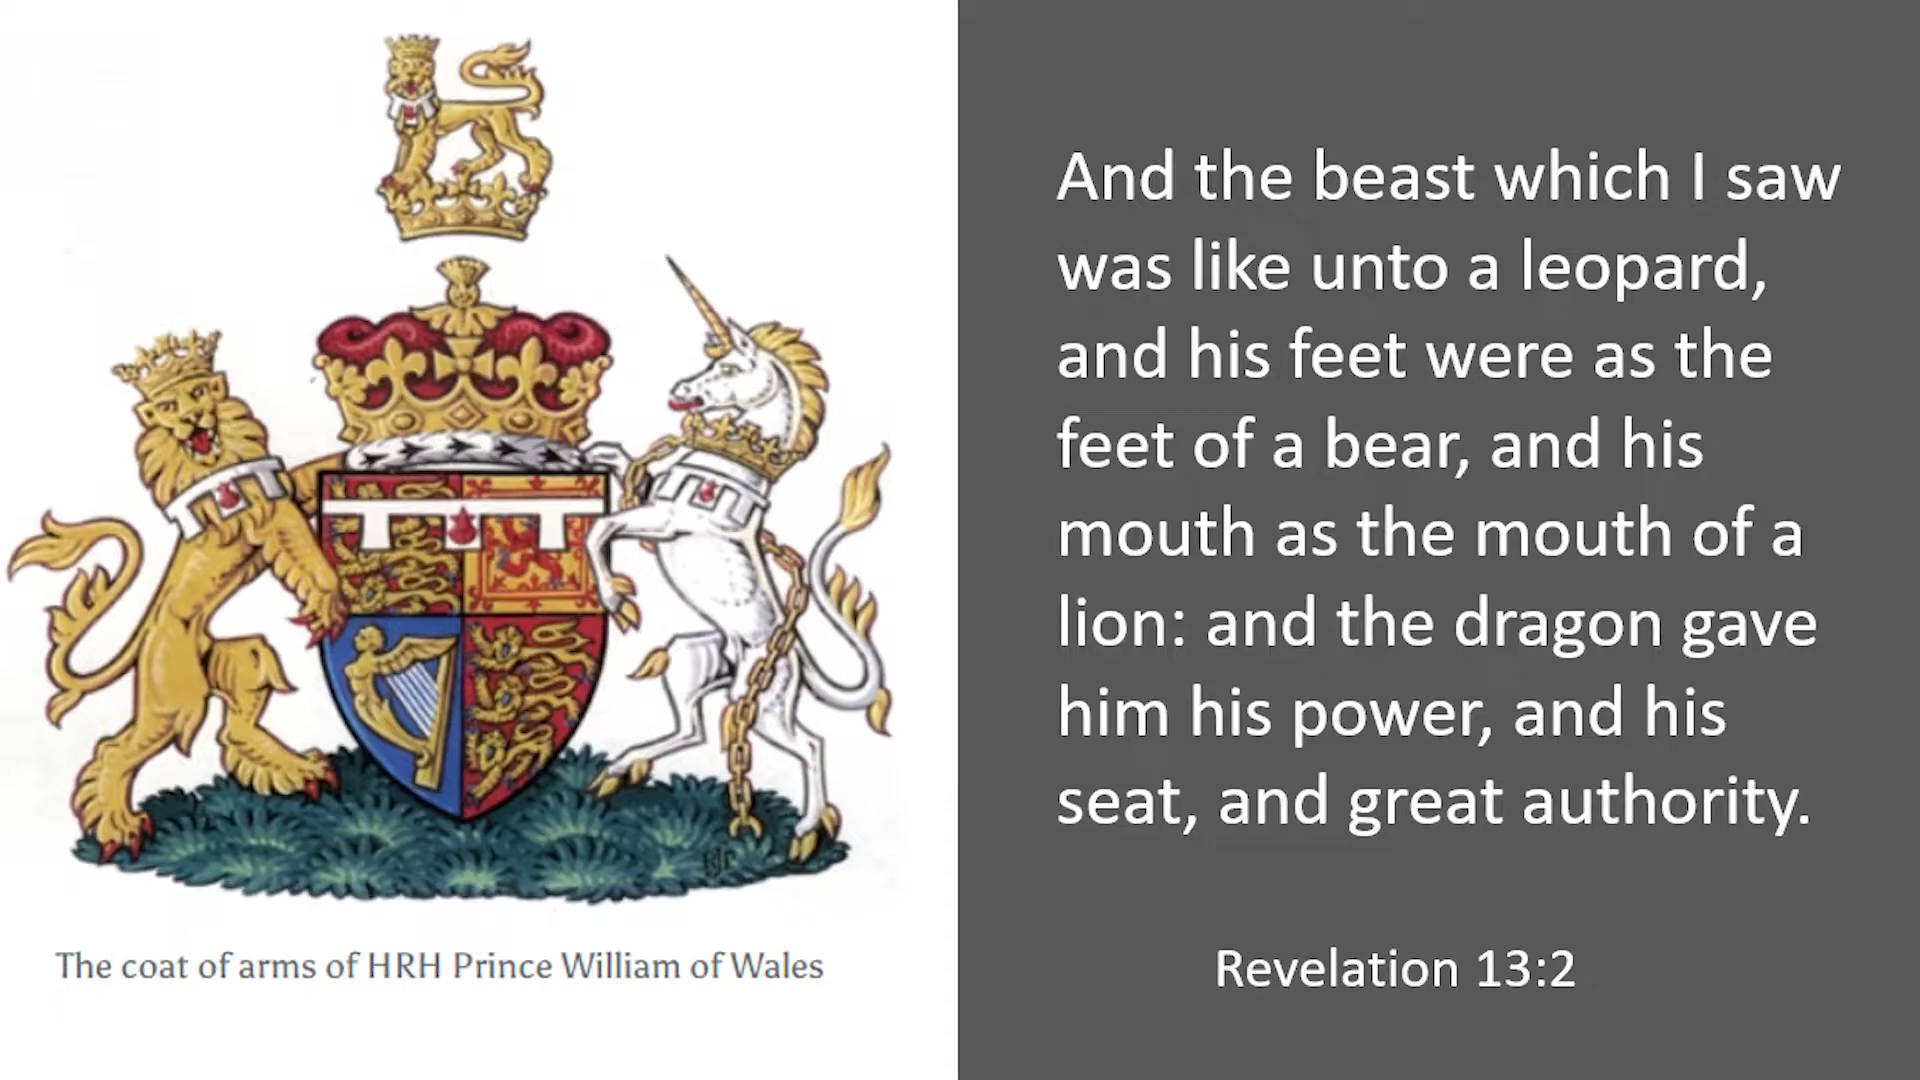 The coat of arms of HRH Prince William of Wales
And the beast which I saw
was like unto a leopard,
and his feet were as the
feet of a bear, and his
mouth as the mouth of a
lion: and the dragon gave
him his power, and his
seat, and great authority.
Revelation 13:2